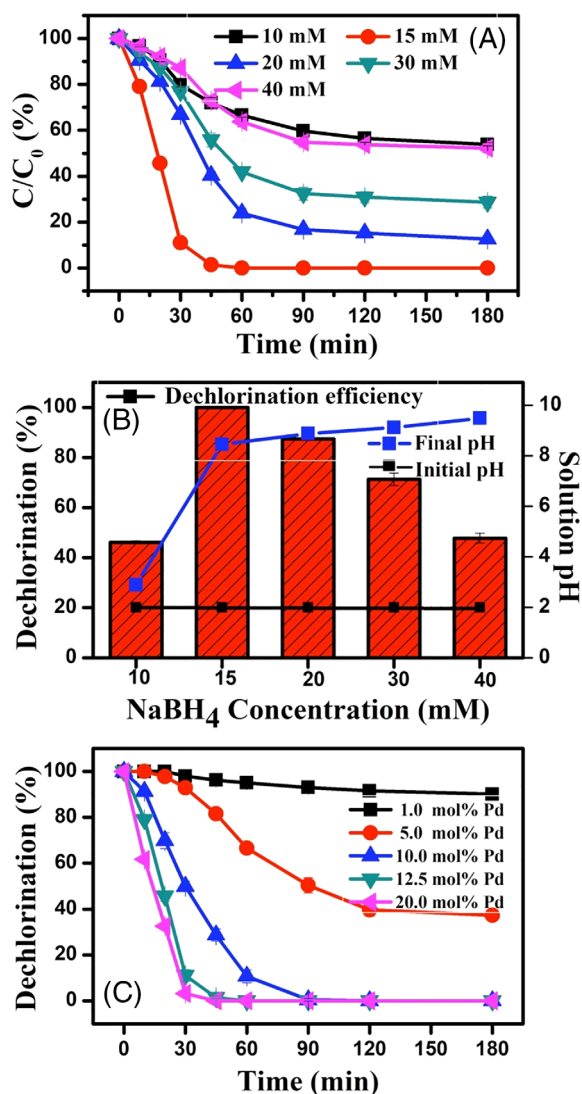 (A)
10 mM
15 mM
20 mM
30 mM
40 mM
C/C0 (%)
100
80
60
40
20
0
0 30 60 90 120 150 180
Time (min)
(B)
Dechlorination efficiency
Final pH
Initial pH
Dechlorination (%)
100
80
60
40
20
0
Solution pH
10
8
6
4
2
0
10 15 20 30 40
NaBH4 Concentration (mM)
(C)
1.0 mol% Pd
5.0 mol% Pd
10.0 mol% Pd
12.5 mol% Pd
20.0 mol% Pd
Dechlorination (%)
100
80
60
40
20
0
0 30 60 90 120 150 180
Time (min)